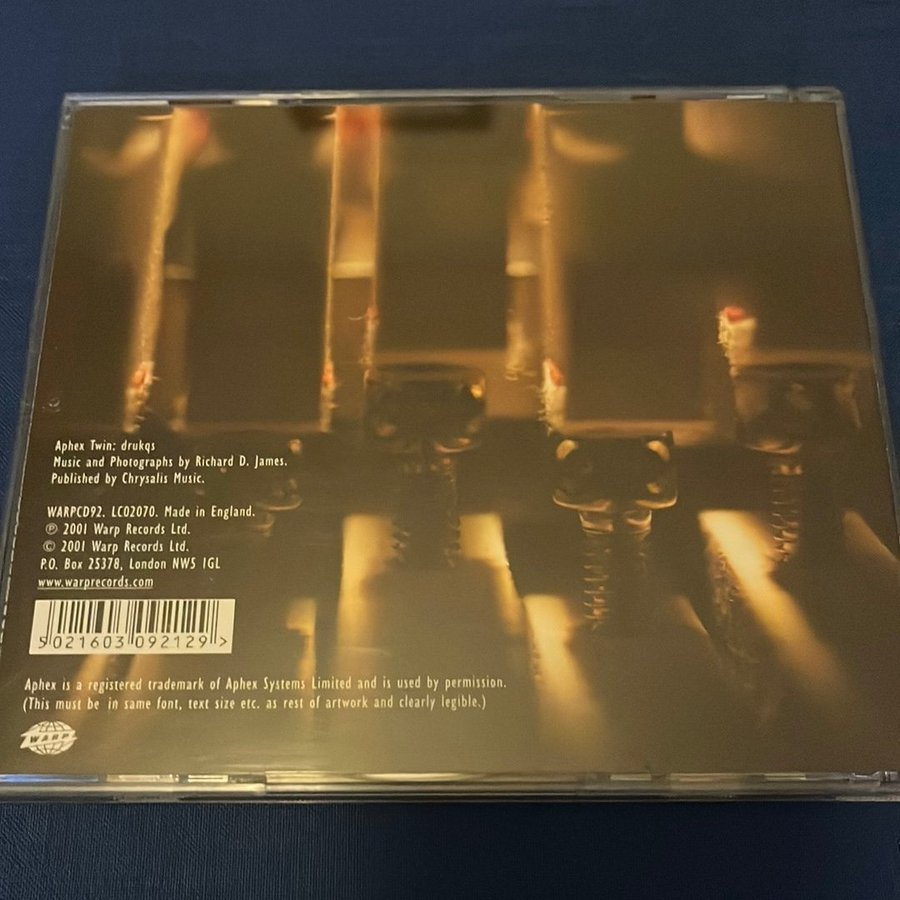 Aphex Twin: drukqs
Music and Photographs by Richard D. James.
Published by Chrysalis Music.
WARPCD92. LC02070. Made in England.
℗ 2001 Warp Records Ltd.
© 2001 Warp Records Ltd.
P.O. Box 25378, London NW5 1GL
www.warprecords.com
5 021603 092129 >
Aphex is a registered trademark of Aphex Systems Limited and is used by permission.
(This must be in same font, text size etc. as rest of artwork and clearly legible.)
WARP